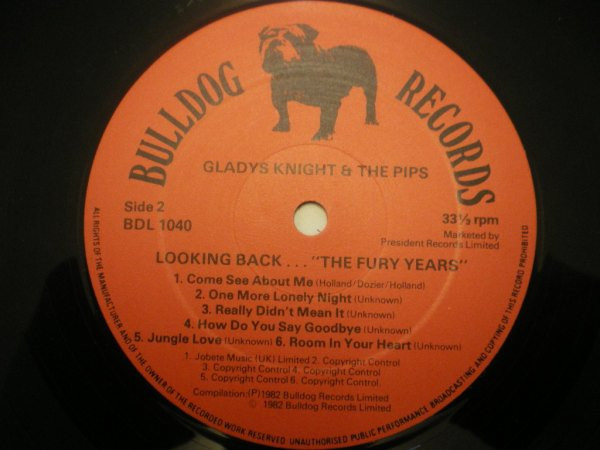 BULLDOG RECORDS
GLADYS KNIGHT & THE PIPS
Side 2
BDL 1040
33⅓ rpm
Marketed by
President Records Limited
LOOKING BACK... "THE FURY YEARS"
1. Come See About Me (Holland/Dozier/Holland)
2. One More Lonely Night (Unknown)
3. Really Didn't Mean It (Unknown)
4. How Do You Say Goodbye (Unknown)
5. Jungle Love (Unknown) 6. Room In Your Heart (Unknown)
1. Jobete Music (UK) Limited 2. Copyright Control
3. Copyright Control 4. Copyright Control
5. Copyright Control 6. Copyright Control
Compilation: Ⓟ 1982 Bulldog Records Limited
© 1982 Bulldog Records Limited
ALL RIGHTS OF THE MANUFACTURER AND OF THE OWNER OF THE RECORDED WORK RESERVED UNAUTHORISED PUBLIC PERFORMANCE BROADCASTING AND COPYING OF THIS RECORD PROHIBITED